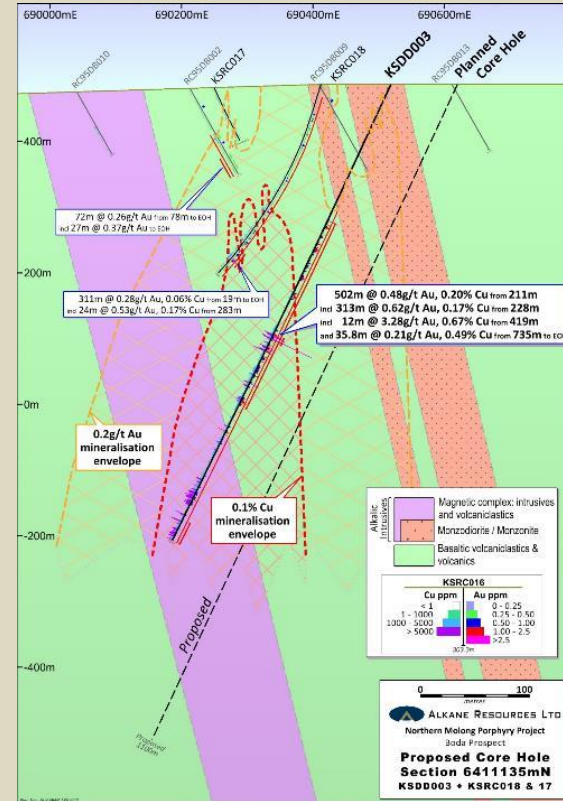 690000mE
690200mE
690400mE
690600mE
RC95DB010
RC95DB002
KSRC017
RC95DB009
KSRC018
KSDD003
RC95DB013
Planned
Core Hole
400m
200m
0m
-200m
-400m
72m @ 0.26g/t Au from 78m to EOH
incl 27m @ 0.37g/t Au to EOH
311m @ 0.28g/t Au, 0.06% Cu from 19m to EOH
incl 24m @ 0.53g/t Au, 0.17% Cu from 283m
502m @ 0.48g/t Au, 0.20% Cu from 211m
incl 313m @ 0.62g/t Au, 0.17% Cu from 228m
incl 12m @ 3.28g/t Au, 0.67% Cu from 419m
and 35.8m @ 0.21g/t Au, 0.49% Cu from 735m to EOH
0.2g/t Au
mineralisation
envelope
0.1% Cu
mineralisation
envelope
Proposed
Proposed
1100m
Alkalic
Intrusives
Magnetic complex: intrusives
and volcaniclastics
Monzodiorite / Monzonite
Basaltic volcaniclastics &
volcanics
KSRC016
Cu ppm Au ppm
< 1 0 - 0.25
1 - 1000 0.25 - 0.50
1000 - 5000 0.50 - 1.00
> 5000 1.00 - 2.5
>2.5
0 100
metres
ALKANE RESOURCES LTD
Northern Molong Porphyry Project
Boda Prospect
Proposed Core Hole
Section 6411135mN
KSDD003 + KSRC018 & 17